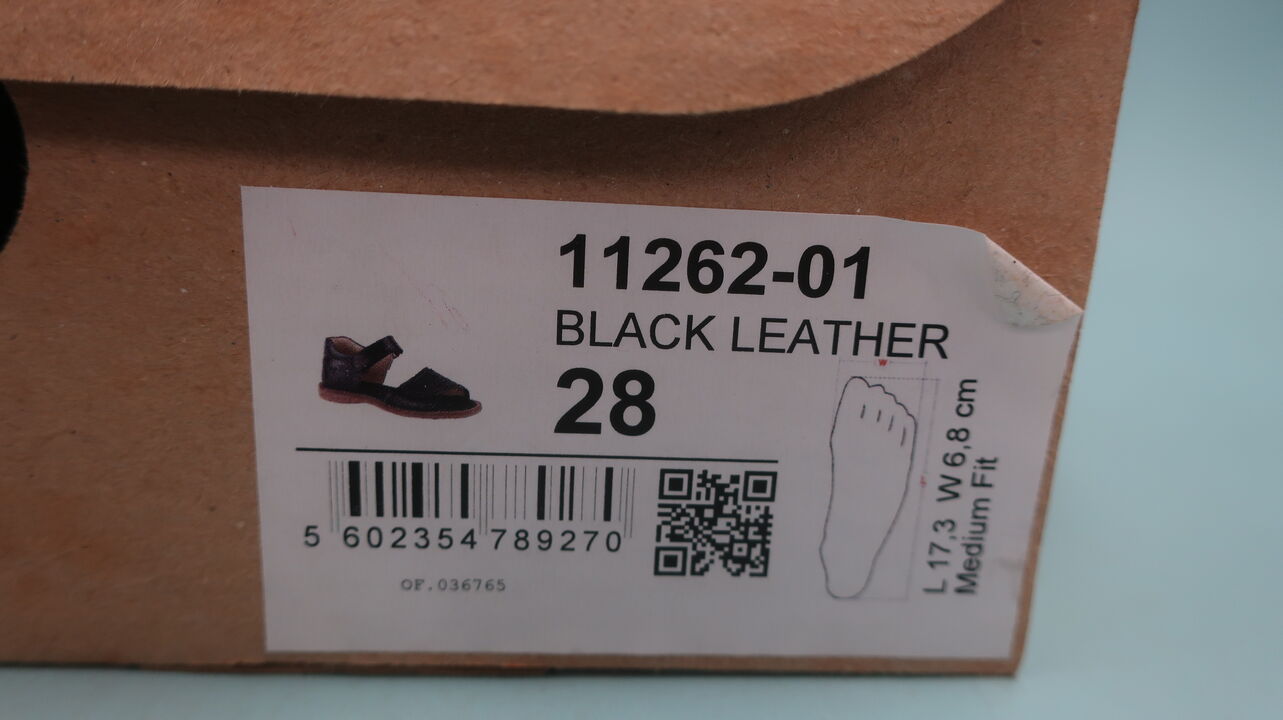 11262-01
BLACK LEATHER
28
W
5 602354 789270
OF.036765
L 17,3 W 6,8 cm
Medium Fit